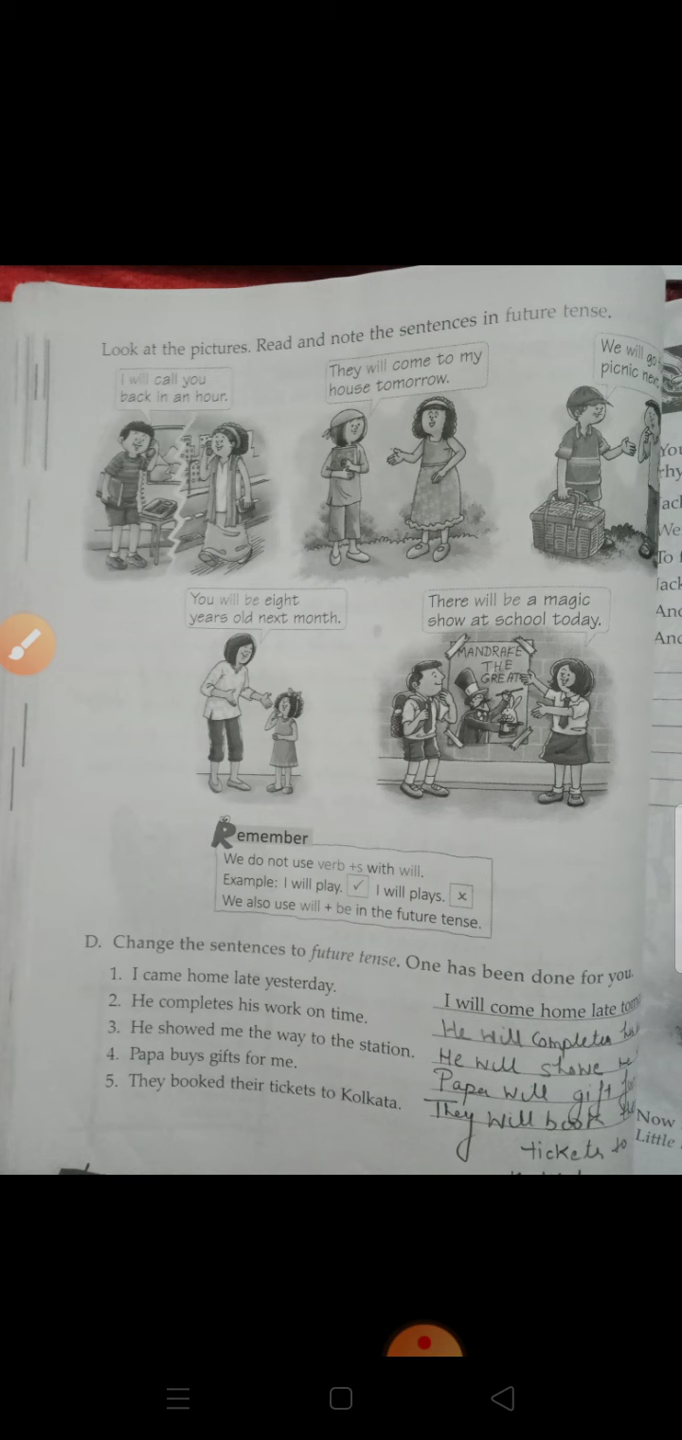 Look at the pictures. Read and note the sentences in future tense.
I will call you
back in an hour.
They will come to my
house tomorrow.
We will go
picnic
You will be eight
years old next month.
There will be a magic
show at school today.
MANDRAKE
THE
GREAT
Remember
We do not use verb +s with will.
Example: I will play. ✓ I will plays. x
We also use will + be in the future tense.
D. Change the sentences to future tense. One has been done for you.
1. I came home late yesterday. I will come home late
2. He completes his work on time. He will completes
3. He showed me the way to the station. He will showe
4. Papa buys gifts for me. Papa will gift
5. They booked their tickets to Kolkata. They will book
tickets to
You
rhy
We
To
Jack
And
And
Now
Little